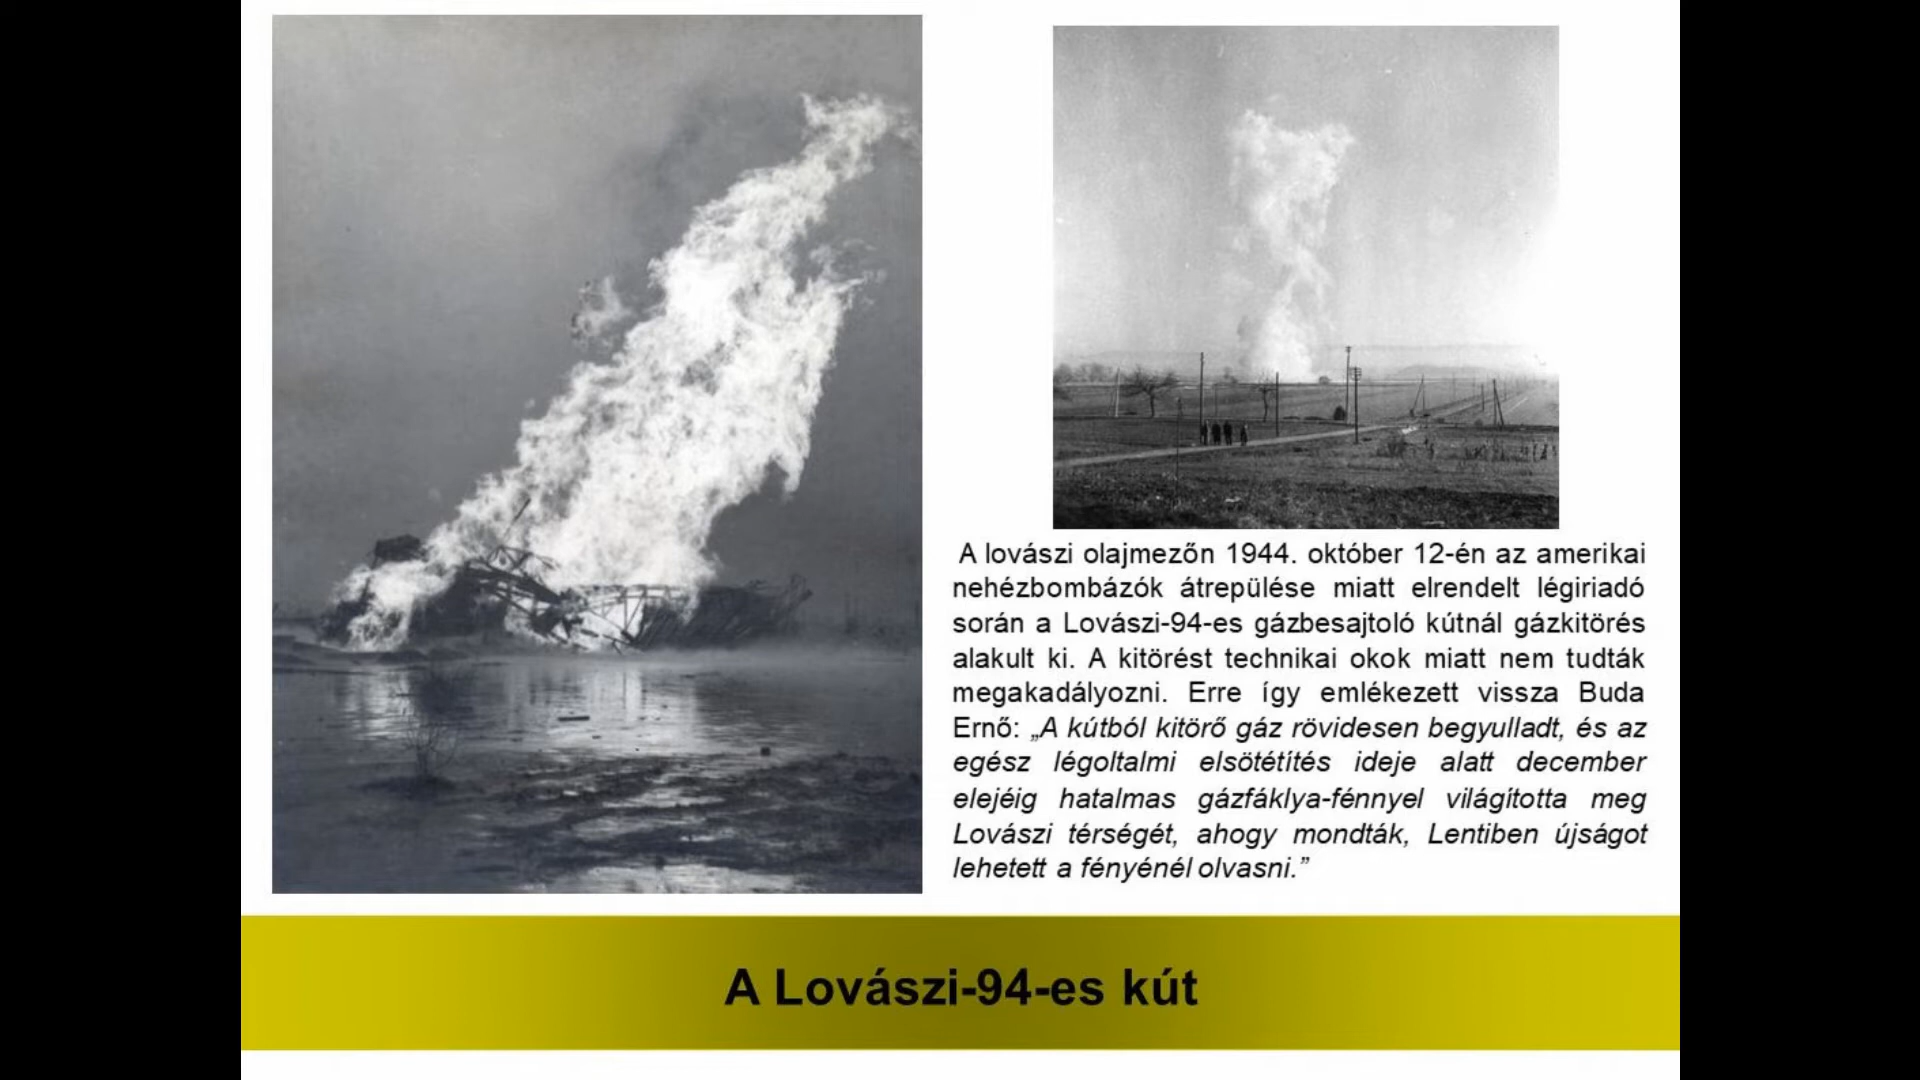 A lovászi olajmezőn 1944. október 12-én az amerikai
nehézbombázók átrepülése miatt elrendelt légiriadó
során a Lovászi-94-es gázbesajtoló kútnál gázkitörés
alakult ki. A kitörést technikai okok miatt nem tudták
megakadályozni. Erre így emlékezett vissza Buda
Ernő: „A kútból kitörő gáz rövidesen begyulladt, és az
egész légoltalmi elsötétítés ideje alatt december
elejéig hatalmas gázfáklya-fénnyel világította meg
Lovászi térségét, ahogy mondták, Lentiben újságot
lehetett a fényénél olvasni.”
A Lovászi-94-es kút